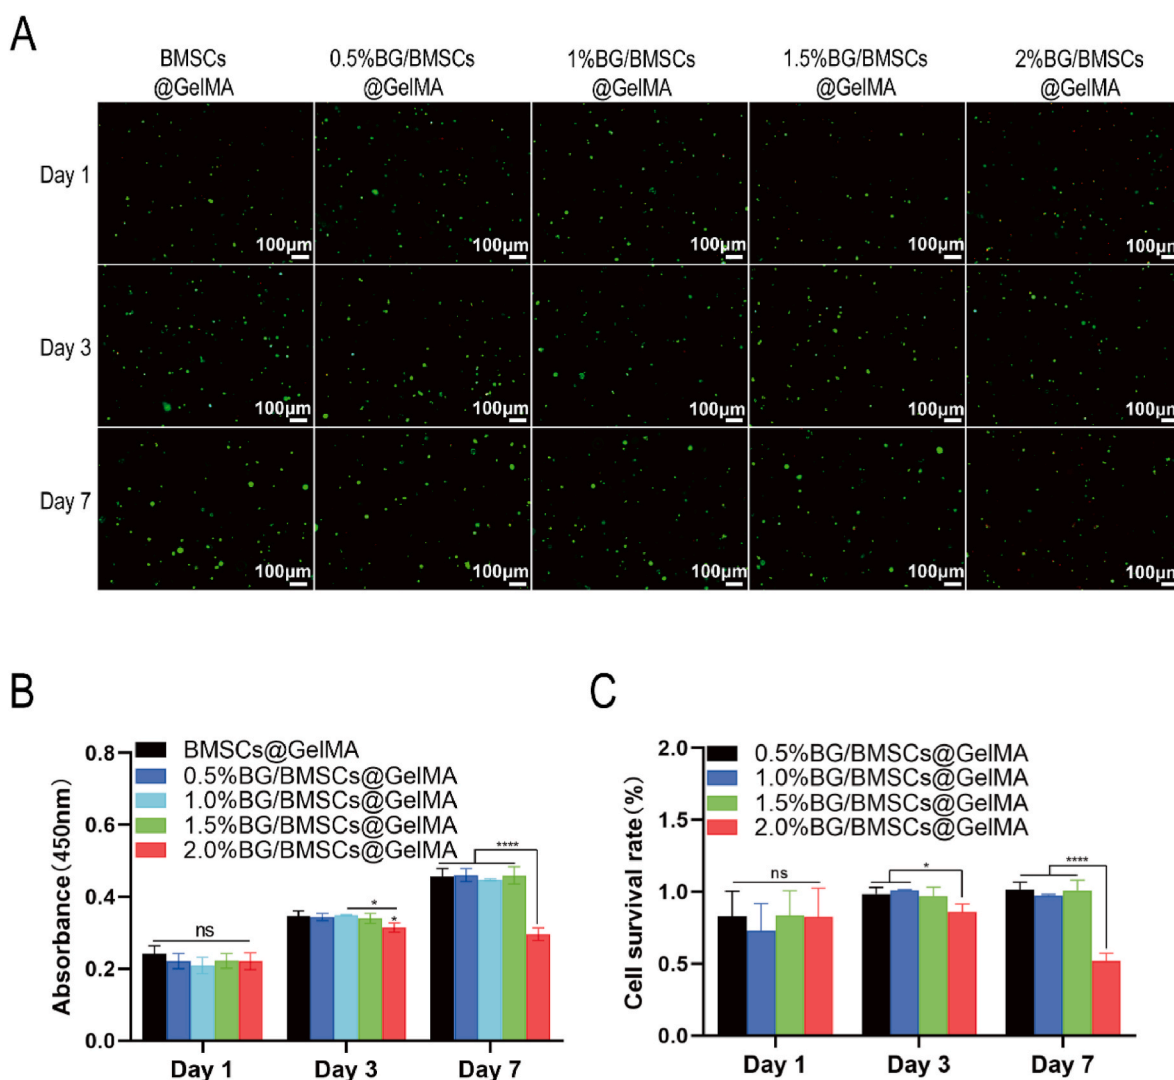 A
BMSCs
@GelMA
0.5%BG/BMSCs
@GelMA
1%BG/BMSCs
@GelMA
1.5%BG/BMSCs
@GelMA
2%BG/BMSCs
@GelMA
Day 1
100μm 100μm 100μm 100μm 100μm
Day 3
100μm 100μm 100μm 100μm 100μm
Day 7
100μm 100μm 100μm 100μm 100μm
B
BMSCs@GelMA
0.5%BG/BMSCs@GelMA
1.0%BG/BMSCs@GelMA
1.5%BG/BMSCs@GelMA
2.0%BG/BMSCs@GelMA
Absorbance(450nm)
0.8
0.6
0.4
0.2
0.0
ns
*
*
****
Day 1 Day 3 Day 7
C
0.5%BG/BMSCs@GelMA
1.0%BG/BMSCs@GelMA
1.5%BG/BMSCs@GelMA
2.0%BG/BMSCs@GelMA
Cell survival rate(%)
2.0
1.5
1.0
0.5
0.0
ns
*
****
Day 1 Day 3 Day 7